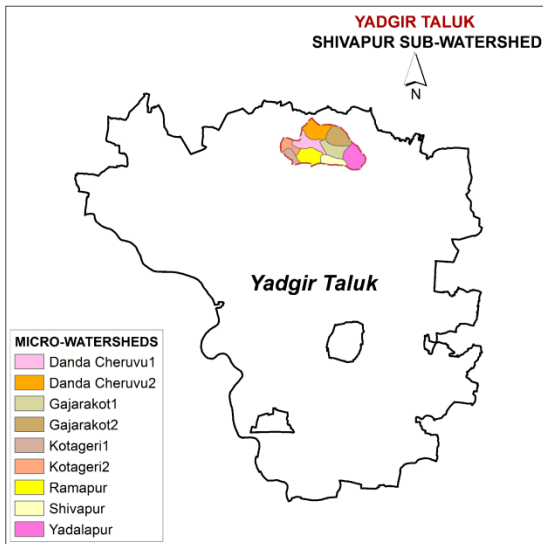 YADGIR TALUK
SHIVAPUR SUB-WATERSHED
N
Yadgir Taluk
MICRO-WATERSHEDS
Danda Cheruvu1
Danda Cheruvu2
Gajarakot1
Gajarakot2
Kotageri1
Kotageri2
Ramapur
Shivapur
Yadalapur